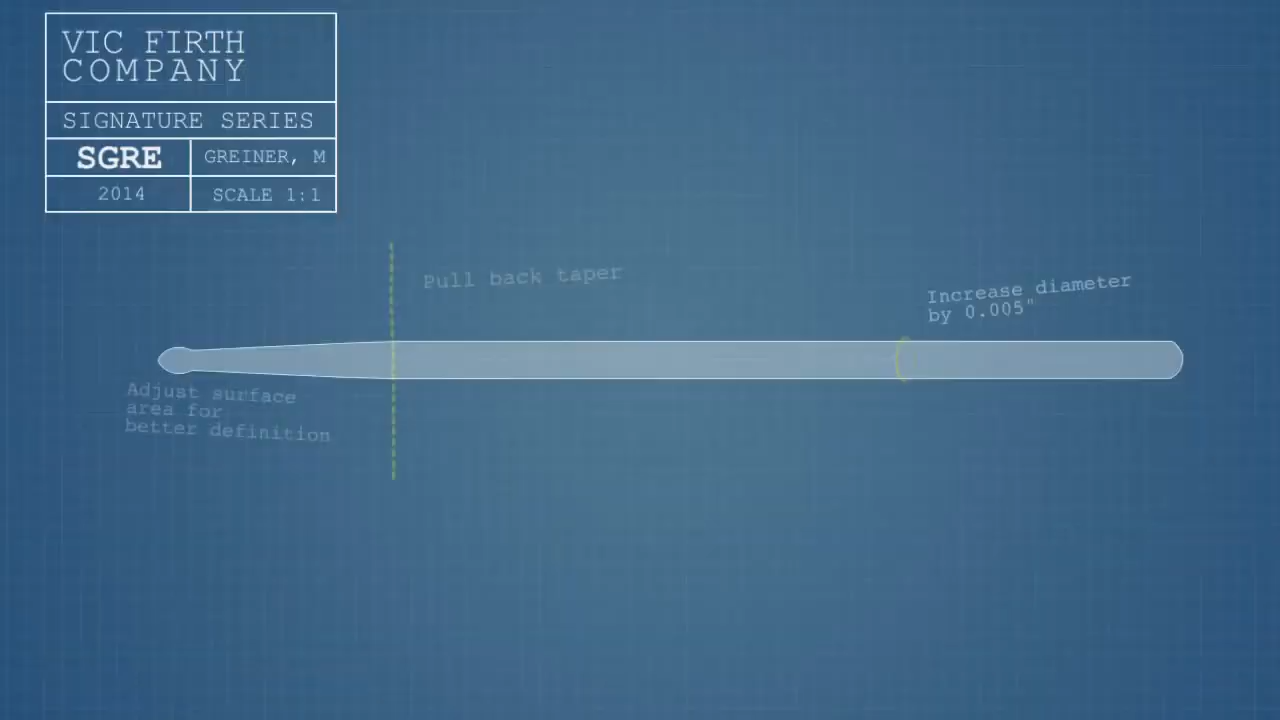 VIC FIRTH
COMPANY
SIGNATURE SERIES
SGRE
GREINER, M
2014
SCALE 1:1
Pull back taper
Increase diameter
by 0.005"
Adjust surface
area for
better definition